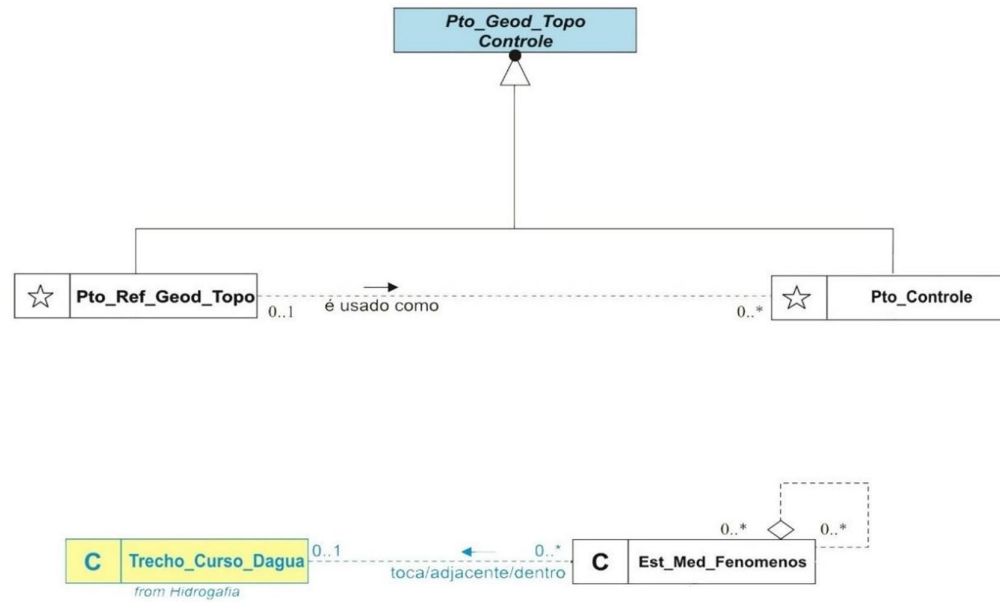 Pto_Geod_Topo
Controle
Pto_Ref_Geod_Topo
Pto_Controle
0..1
é usado como
0..*
0..*
0..*
C
Trecho_Curso_Dagua
0..1
0..*
toca/adjacente/dentro
C
Est_Med_Fenomenos
from Hidrogafia